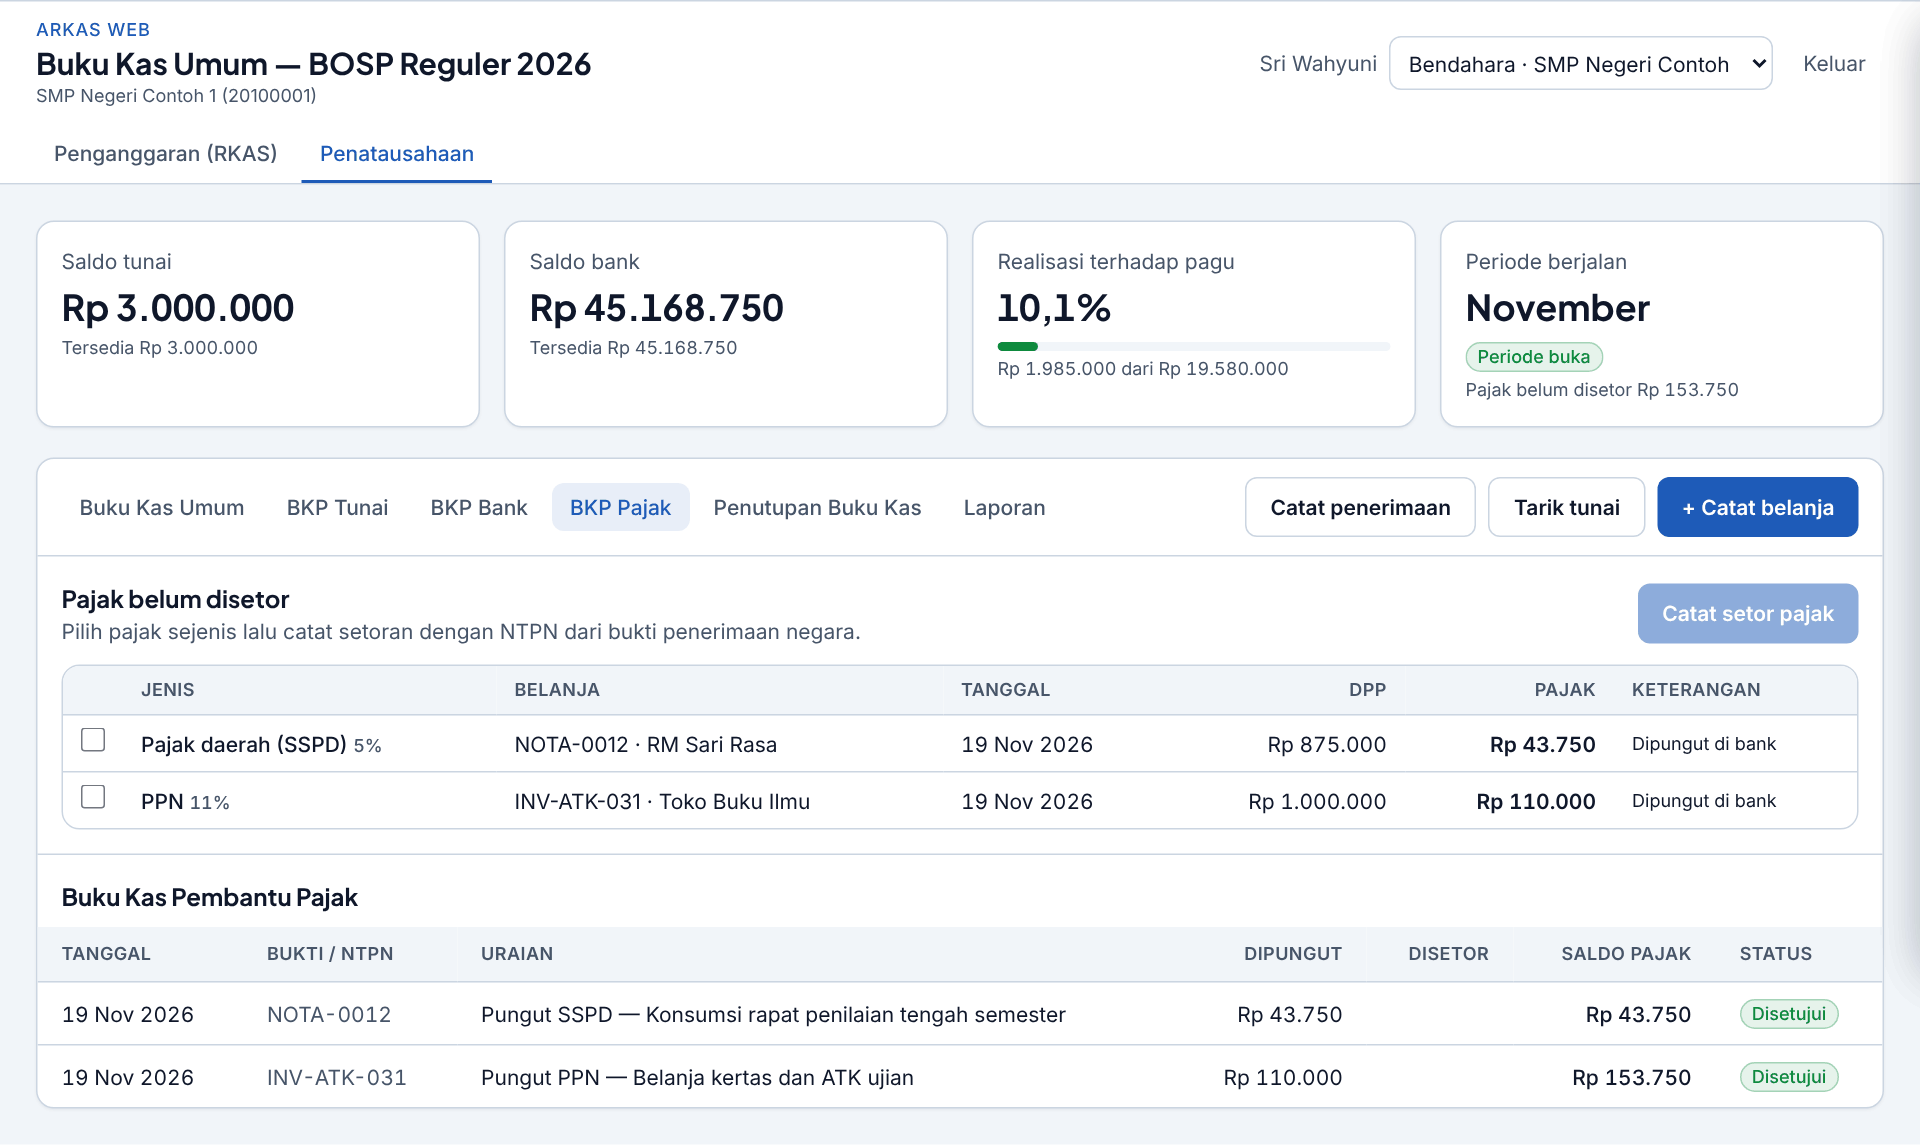 ARKAS WEB
Buku Kas Umum — BOSP Reguler 2026
SMP Negeri Contoh 1 (20100001)
Sri Wahyuni
Bendahara · SMP Negeri Contoh
Keluar
Penganggaran (RKAS)
Penatausahaan
Saldo tunai
Rp 3.000.000
Tersedia Rp 3.000.000
Saldo bank
Rp 45.168.750
Tersedia Rp 45.168.750
Realisasi terhadap pagu
10,1%
Rp 1.985.000 dari Rp 19.580.000
Periode berjalan
November
Periode buka
Pajak belum disetor Rp 153.750
Buku Kas Umum
BKP Tunai
BKP Bank
BKP Pajak
Penutupan Buku Kas
Laporan
Catat penerimaan
Tarik tunai
+ Catat belanja
Pajak belum disetor
Pilih pajak sejenis lalu catat setoran dengan NTPN dari bukti penerimaan negara.
Catat setor pajak
JENIS BELANJA TANGGAL DPP PAJAK KETERANGAN
Pajak daerah (SSPD) 5% NOTA-0012 · RM Sari Rasa 19 Nov 2026 Rp 875.000 Rp 43.750 Dipungut di bank
PPN 11% INV-ATK-031 · Toko Buku Ilmu 19 Nov 2026 Rp 1.000.000 Rp 110.000 Dipungut di bank
Buku Kas Pembantu Pajak
TANGGAL BUKTI / NTPN URAIAN DIPUNGUT DISETOR SALDO PAJAK STATUS
19 Nov 2026 NOTA-0012 Pungut SSPD — Konsumsi rapat penilaian tengah semester Rp 43.750 Rp 43.750 Disetujui
19 Nov 2026 INV-ATK-031 Pungut PPN — Belanja kertas dan ATK ujian Rp 110.000 Rp 153.750 Disetujui